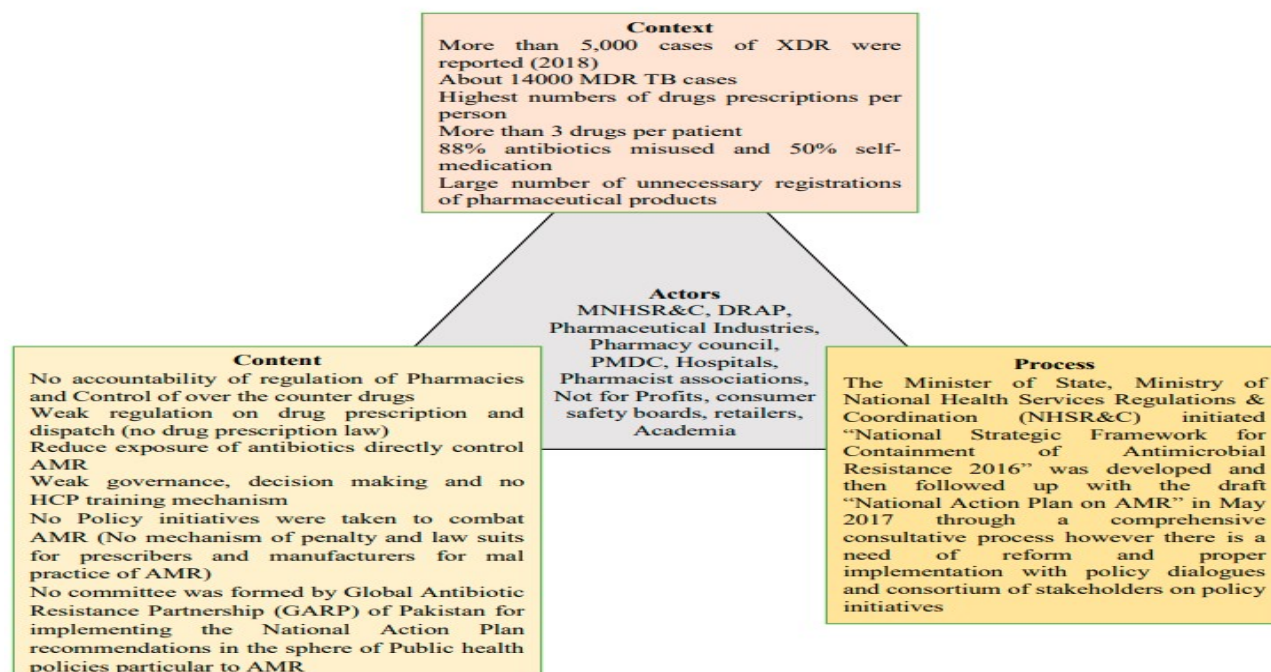 Context
More than 5,000 cases of XDR were
reported (2018)
About 14000 MDR TB cases
Highest numbers of drugs prescriptions per
person
More than 3 drugs per patient
88% antibiotics misused and 50% self-
medication
Large number of unnecessary registrations
of pharmaceutical products
Actors
MNHSR&C, DRAP,
Pharmaceutical Industries,
Pharmacy council,
PMDC, Hospitals,
Pharmacist associations,
Not for Profits, consumer
safety boards, retailers,
Academia
Content
No accountability of regulation of Pharmacies
and Control of over the counter drugs
Weak regulation on drug prescription and
dispatch (no drug prescription law)
Reduce exposure of antibiotics directly control
AMR
Weak governance, decision making and no
HCP training mechanism
No Policy initiatives were taken to combat
AMR (No mechanism of penalty and law suits
for prescribers and manufacturers for mal
practice of AMR)
No committee was formed by Global Antibiotic
Resistance Partnership (GARP) of Pakistan for
implementing the National Action Plan
recommendations in the sphere of Public health
policies particular to AMR
Process
The Minister of State, Ministry of
National Health Services Regulations &
Coordination (NHSR&C) initiated
“National Strategic Framework for
Containment of Antimicrobial
Resistance 2016” was developed and
then followed up with the draft
“National Action Plan on AMR” in May
2017 through a comprehensive
consultative process however there is a
need of reform and proper
implementation with policy dialogues
and consortium of stakeholders on policy
initiatives